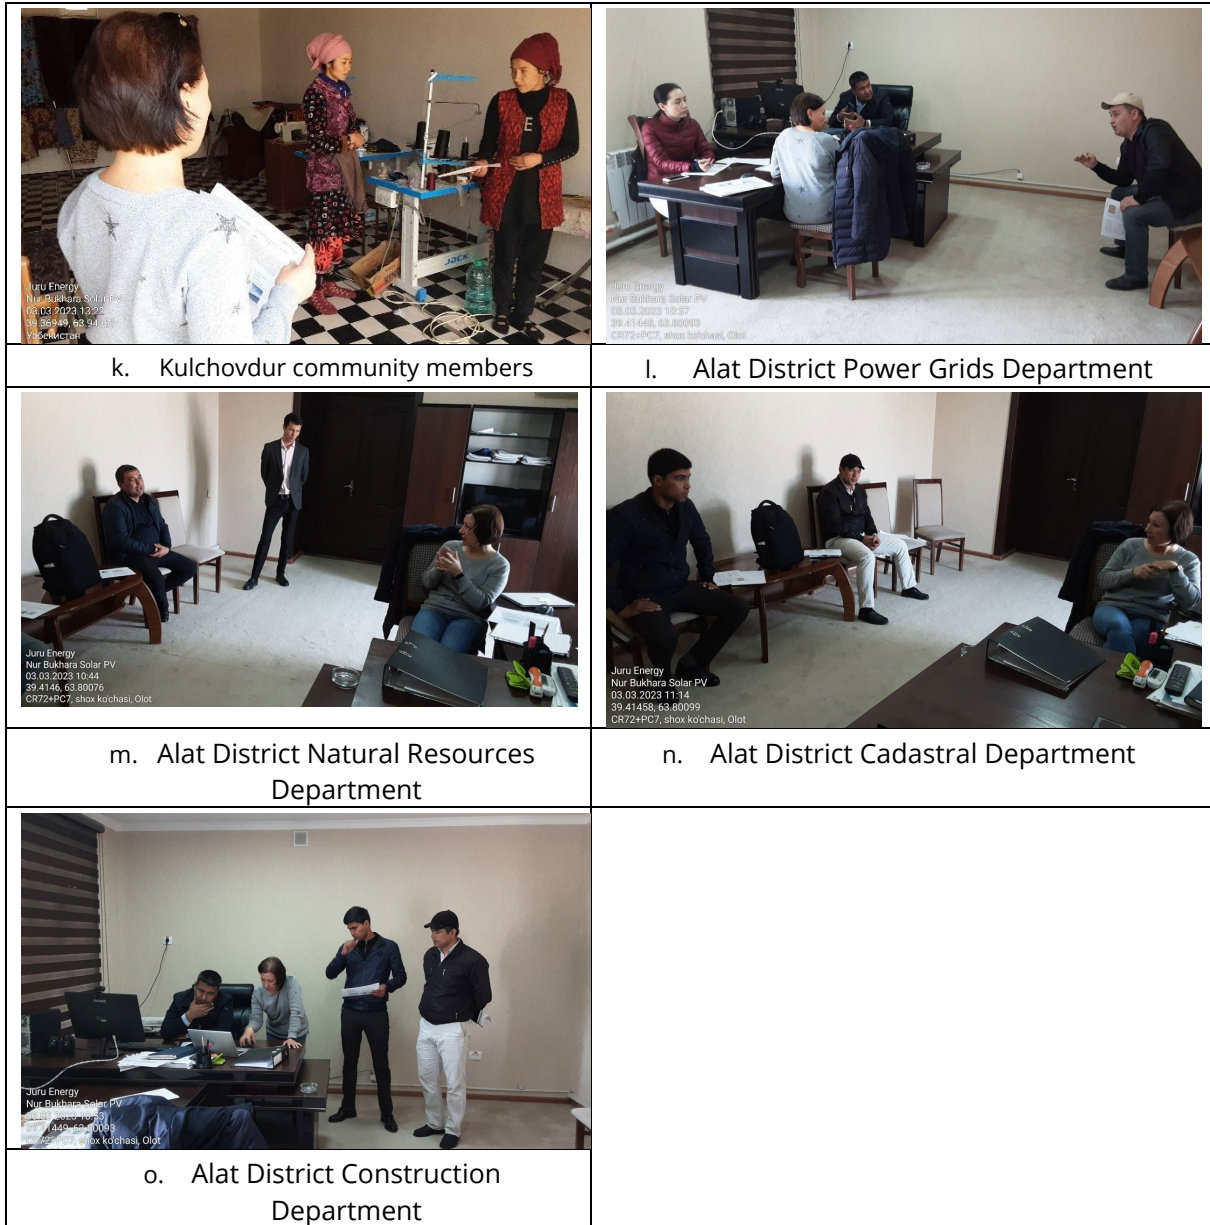 E
JACK
Juru Energy
Nur Bukhara Solar PV
03.03.2023 13:22
39.36949,
Узбекистан
Juru Energy
Nur Bukhara Solar PV
03.03.2023 10:37
39.41448, 63.80093
CR72+PC7, shox ko'chasi, Olot
k. Kulchovdur community members
l. Alat District Power Grids Department
Juru Energy
Nur Bukhara Solar PV
03.03.2023 10:44
39.4146, 63.80076
CR72+PC7, shox ko'chasi, Olot
Juru Energy
Nur Bukhara Solar PV
03.03.2023 11:14
39.41458, 63.80099
CR72+PC7, shox ko'chasi, Olot
m. Alat District Natural Resources
Department
n. Alat District Cadastral Department
Juru Energy
Nur Bukhara Solar PV
CR72+PC7, shox ko'chasi, Olot
o. Alat District Construction
Department